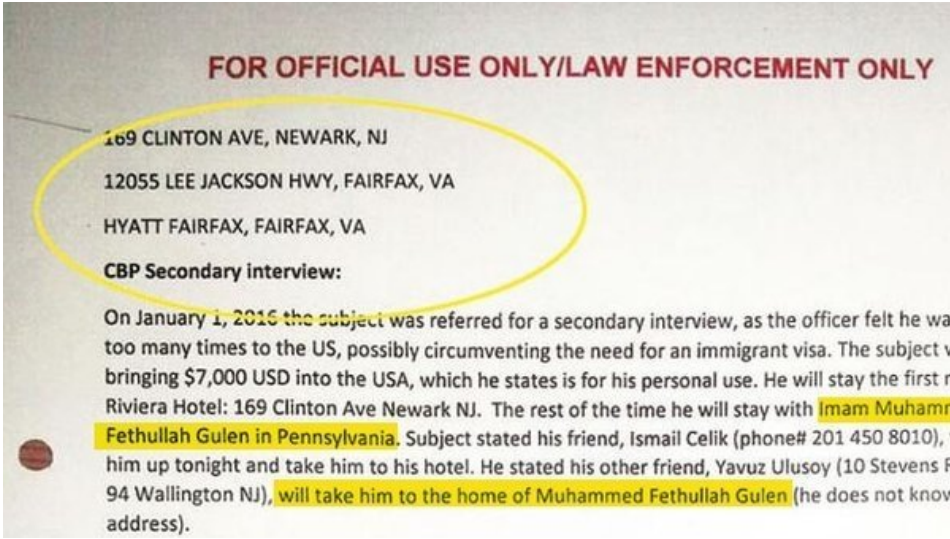 FOR OFFICIAL USE ONLY/LAW ENFORCEMENT ONLY
169 CLINTON AVE, NEWARK, NJ
12055 LEE JACKSON HWY, FAIRFAX, VA
HYATT FAIRFAX, FAIRFAX, VA
CBP Secondary interview:
On January 1, 2016 the subject was referred for a secondary interview, as the officer felt he wa
too many times to the US, possibly circumventing the need for an immigrant visa. The subject
bringing $7,000 USD into the USA, which he states is for his personal use. He will stay the first
Riviera Hotel: 169 Clinton Ave Newark NJ. The rest of the time he will stay with Imam Muhamm
Fethullah Gulen in Pennsylvania. Subject stated his friend, Ismail Celik (phone# 201 450 8010),
him up tonight and take him to his hotel. He stated his other friend, Yavuz Ulusoy (10 Stevens
94 Wallington NJ), will take him to the home of Muhammed Fethullah Gulen (he does not know
address).